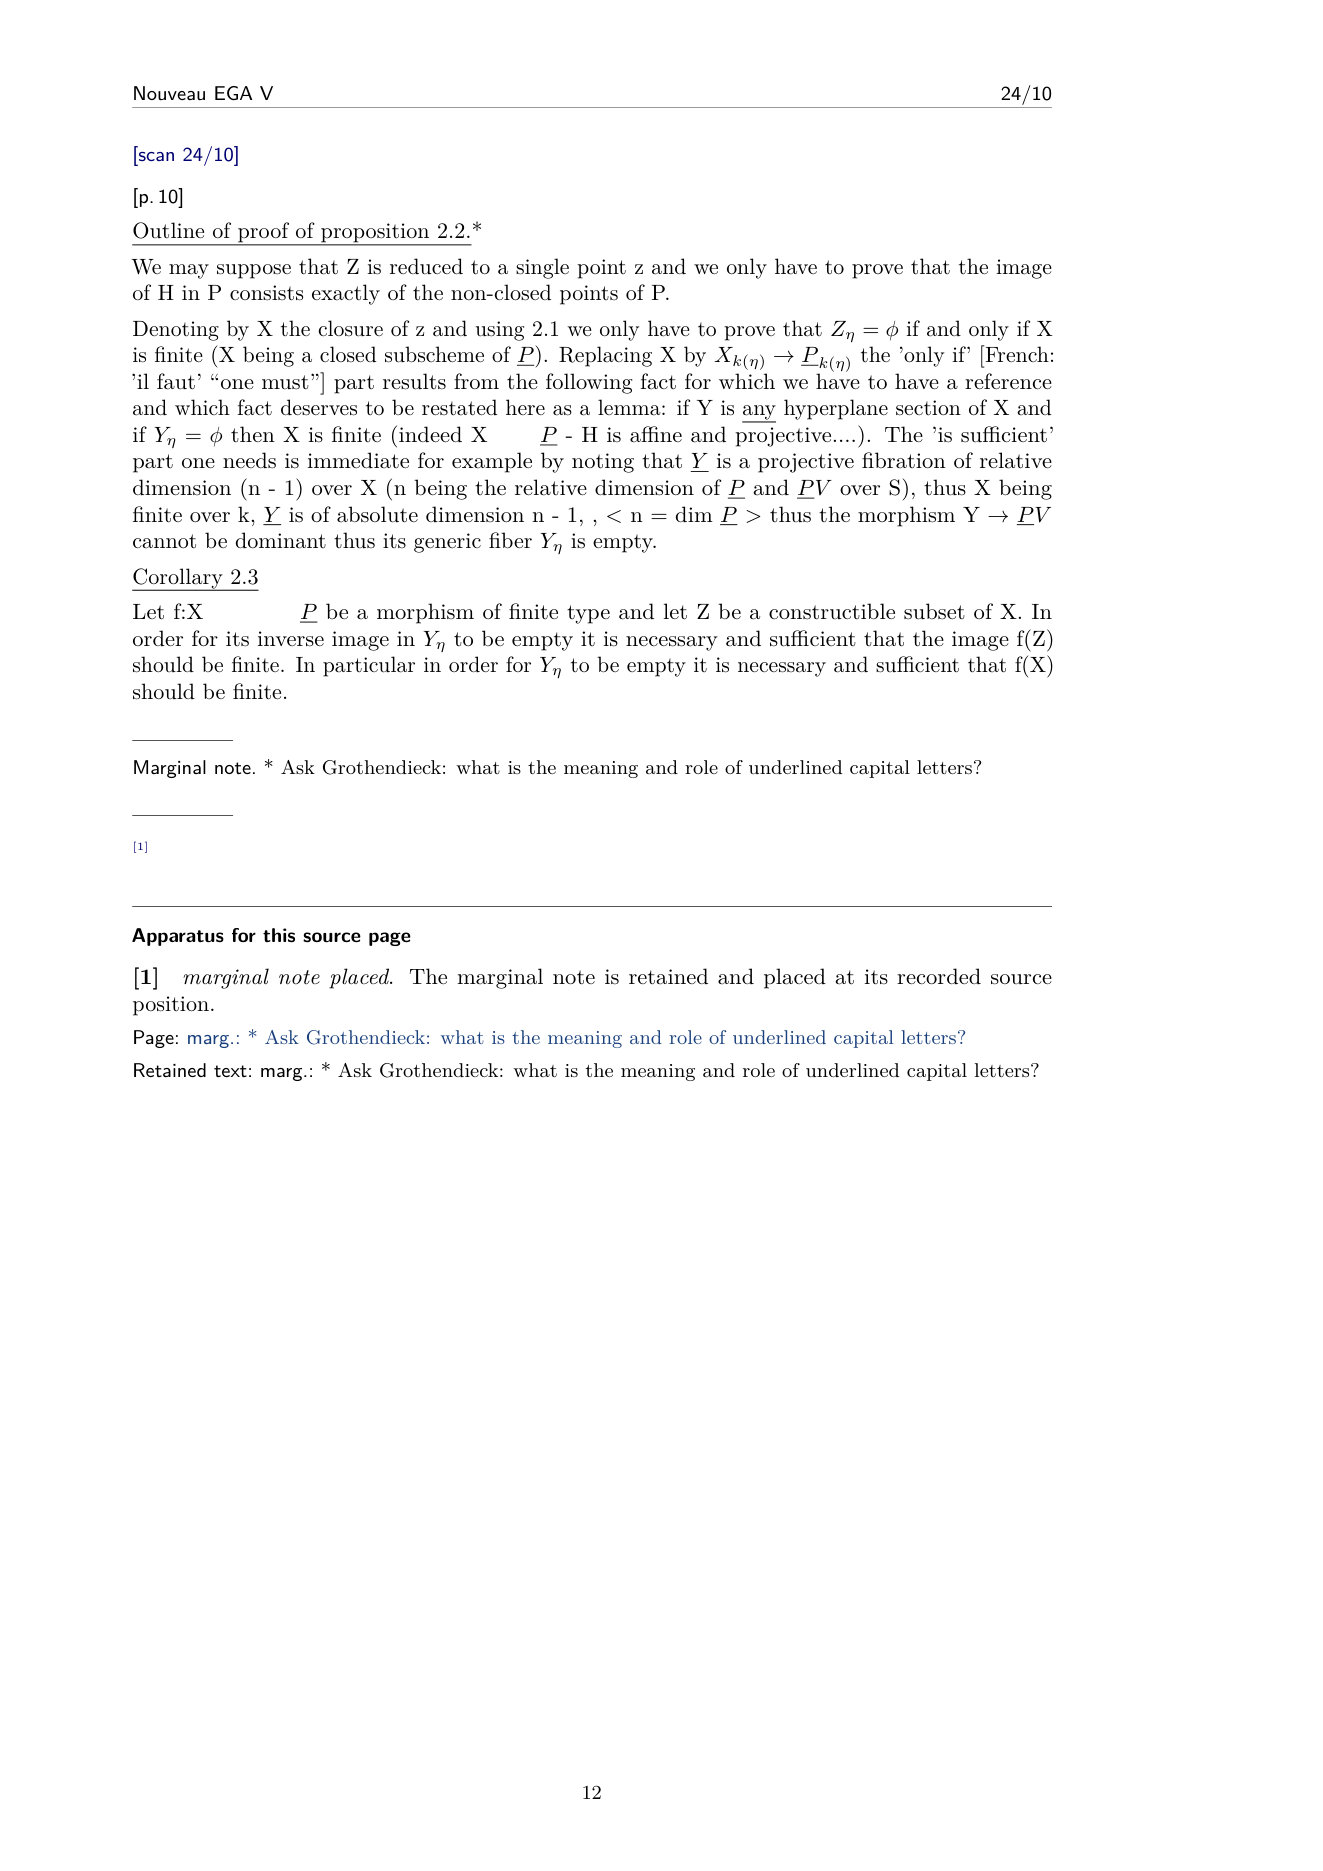 Nouveau EGA V 24/10
[scan 24/10]
[p. 10]
Outline of proof of proposition 2.2.*
We may suppose that Z is reduced to a single point z and we only have to prove that the image
of H in P consists exactly of the non-closed points of P.
Denoting by X the closure of z and using 2.1 we only have to prove that Z_η = ϕ if and only if X
is finite (X being a closed subscheme of P). Replacing X by X_{k(η)} → P_{k(η)} the 'only if' [French:
'il faut' “one must”] part results from the following fact for which we have to have a reference
and which fact deserves to be restated here as a lemma: if Y is any hyperplane section of X and
if Y_η = ϕ then X is finite (indeed X P - H is affine and projective....). The 'is sufficient'
part one needs is immediate for example by noting that Y is a projective fibration of relative
dimension (n - 1) over X (n being the relative dimension of P and PV over S), thus X being
finite over k, Y is of absolute dimension n - 1, , < n = dim P > thus the morphism Y → PV
cannot be dominant thus its generic fiber Y_η is empty.
Corollary 2.3
Let f:X P be a morphism of finite type and let Z be a constructible subset of X. In
order for its inverse image in Y_η to be empty it is necessary and sufficient that the image f(Z)
should be finite. In particular in order for Y_η to be empty it is necessary and sufficient that f(X)
should be finite.
Marginal note. * Ask Grothendieck: what is the meaning and role of underlined capital letters?
[1]
Apparatus for this source page
[1] marginal note placed. The marginal note is retained and placed at its recorded source
position.
Page: marg.: * Ask Grothendieck: what is the meaning and role of underlined capital letters?
Retained text: marg.: * Ask Grothendieck: what is the meaning and role of underlined capital letters?
12